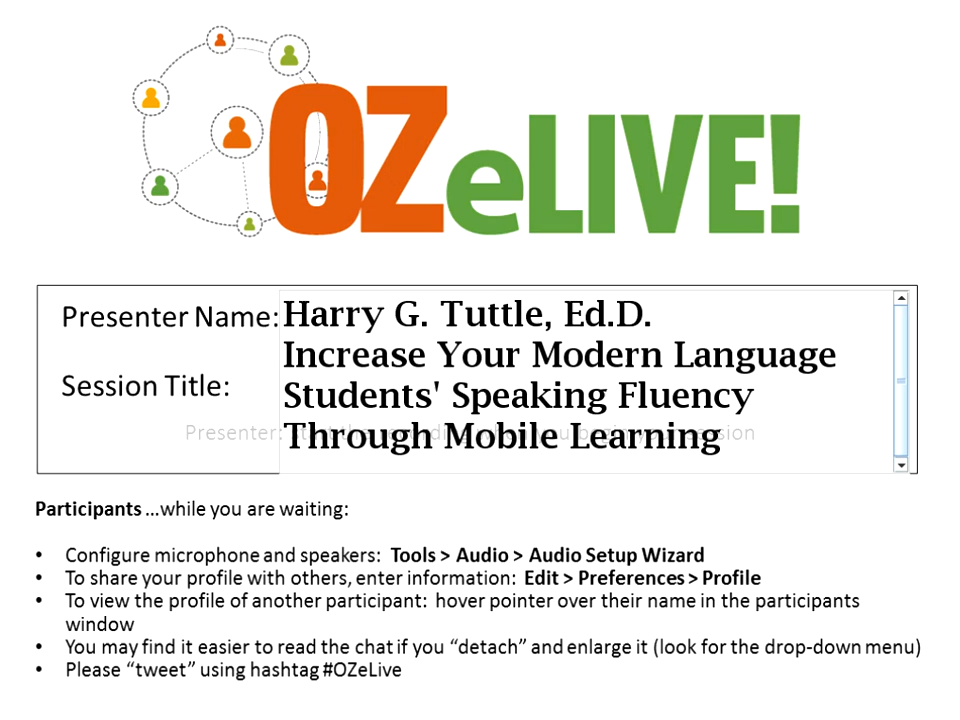 OZeLIVE!
Presenter Name: Harry G. Tuttle, Ed.D.
Increase Your Modern Language
Session Title: Students' Speaking Fluency
Through Mobile Learning
Presenter: session
Participants ...while you are waiting:
• Configure microphone and speakers: Tools > Audio > Audio Setup Wizard
• To share your profile with others, enter information: Edit > Preferences > Profile
• To view the profile of another participant: hover pointer over their name in the participants
window
• You may find it easier to read the chat if you “detach” and enlarge it (look for the drop-down menu)
• Please “tweet” using hashtag #OZeLive